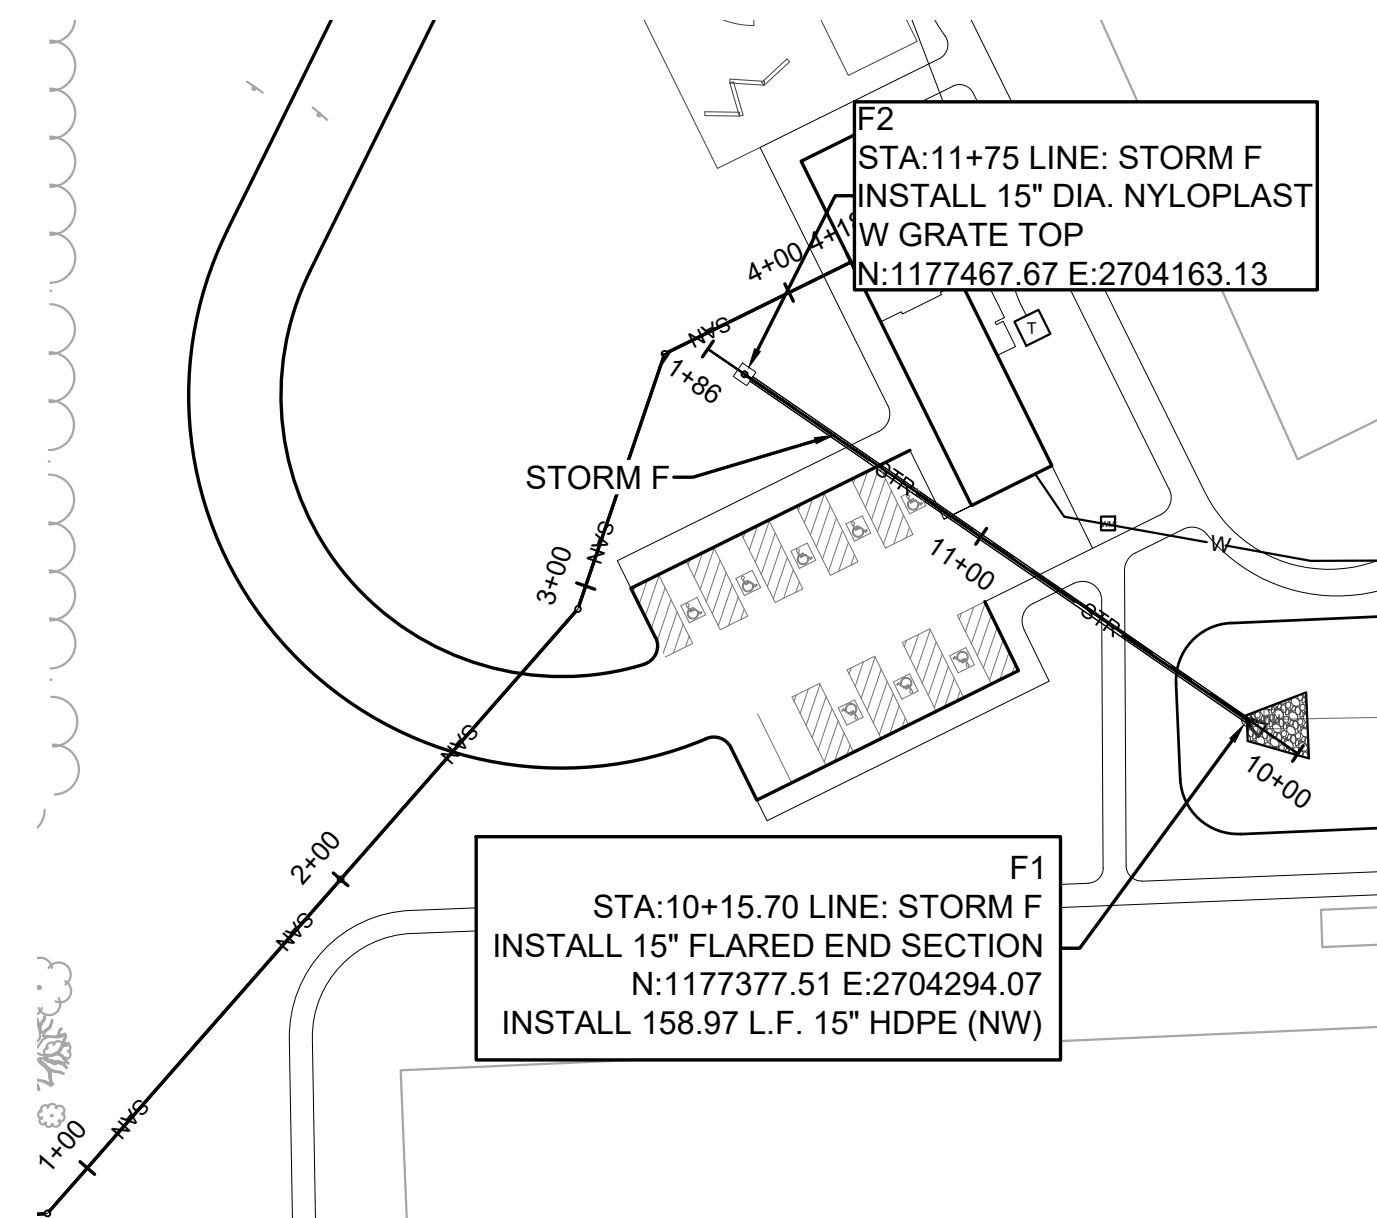 F2
STA:11+75 LINE: STORM F
INSTALL 15" DIA. NYLOPLAST
W GRATE TOP
N:1177467.67 E:2704163.13
4+00
T
SAN
1+86
STORM F
STR
WM
W
SAN
3+00
11+00
STR
SAN
10+00
2+00
SAN
F1
STA:10+15.70 LINE: STORM F
INSTALL 15" FLARED END SECTION
N:1177377.51 E:2704294.07
INSTALL 158.97 L.F. 15" HDPE (NW)
SAN
1+00